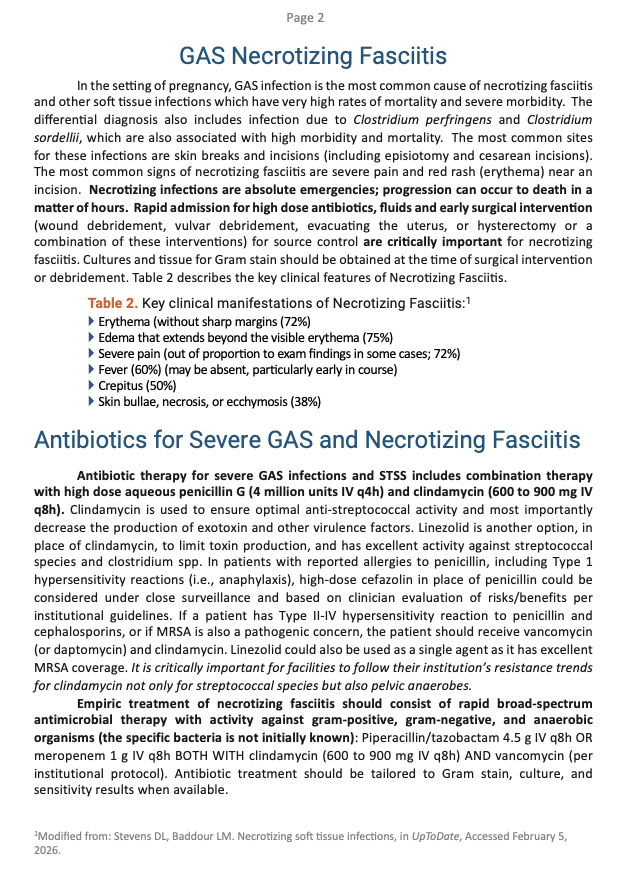 Page 2
GAS Necrotizing Fasciitis
In the setting of pregnancy, GAS infection is the most common cause of necrotizing fasciitis
and other soft tissue infections which have very high rates of mortality and severe morbidity. The
differential diagnosis also includes infection due to Clostridium perfringens and Clostridium
sordellii, which are also associated with high morbidity and mortality. The most common sites
for these infections are skin breaks and incisions (including episiotomy and cesarean incisions).
The most common signs of necrotizing fasciitis are severe pain and red rash (erythema) near an
incision. Necrotizing infections are absolute emergencies; progression can occur to death in a
matter of hours. Rapid admission for high dose antibiotics, fluids and early surgical intervention
(wound debridement, vulvar debridement, evacuating the uterus, or hysterectomy or a
combination of these interventions) for source control are critically important for necrotizing
fasciitis. Cultures and tissue for Gram stain should be obtained at the time of surgical intervention
or debridement. Table 2 describes the key clinical features of Necrotizing Fasciitis.
Table 2. Key clinical manifestations of Necrotizing Fasciitis:¹
Erythema (without sharp margins (72%)
Edema that extends beyond the visible erythema (75%)
Severe pain (out of proportion to exam findings in some cases; 72%)
Fever (60%) (may be absent, particularly early in course)
Crepitus (50%)
Skin bullae, necrosis, or ecchymosis (38%)
Antibiotics for Severe GAS and Necrotizing Fasciitis
Antibiotic therapy for severe GAS infections and STSS includes combination therapy
with high dose aqueous penicillin G (4 million units IV q4h) and clindamycin (600 to 900 mg IV
q8h). Clindamycin is used to ensure optimal anti-streptococcal activity and most importantly
decrease the production of exotoxin and other virulence factors. Linezolid is another option, in
place of clindamycin, to limit toxin production, and has excellent activity against streptococcal
species and clostridium spp. In patients with reported allergies to penicillin, including Type 1
hypersensitivity reactions (i.e., anaphylaxis), high-dose cefazolin in place of penicillin could be
considered under close surveillance and based on clinician evaluation of risks/benefits per
institutional guidelines. If a patient has Type II-IV hypersensitivity reaction to penicillin and
cephalosporins, or if MRSA is also a pathogenic concern, the patient should receive vancomycin
(or daptomycin) and clindamycin. Linezolid could also be used as a single agent as it has excellent
MRSA coverage. It is critically important for facilities to follow their institution's resistance trends
for clindamycin not only for streptococcal species but also pelvic anaerobes.
Empiric treatment of necrotizing fasciitis should consist of rapid broad-spectrum
antimicrobial therapy with activity against gram-positive, gram-negative, and anaerobic
organisms (the specific bacteria is not initially known): Piperacillin/tazobactam 4.5 g IV q8h OR
meropenem 1 g IV q8h BOTH WITH clindamycin (600 to 900 mg IV q8h) AND vancomycin (per
institutional protocol). Antibiotic treatment should be tailored to Gram stain, culture, and
sensitivity results when available.
¹Modified from: Stevens DL, Baddour LM. Necrotizing soft tissue infections, in UpToDate, Accessed February 5,
2026.